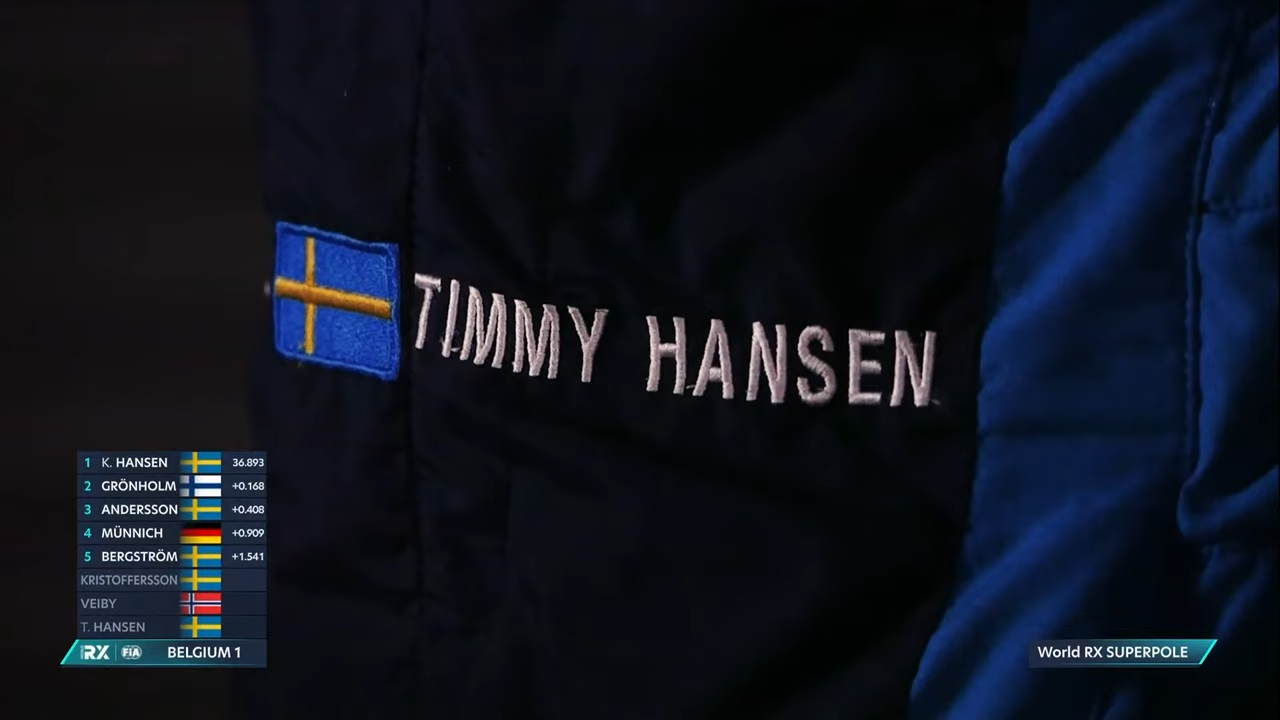 TIMMY HANSEN
1 K. HANSEN 36.893
2 GRÖNHOLM +0.168
3 ANDERSSON +0.408
4 MÜNNICH +0.909
5 BERGSTRÖM +1.541
KRISTOFFERSSON
VEIBY
T. HANSEN
RX FIA BELGIUM 1
World RX SUPERPOLE